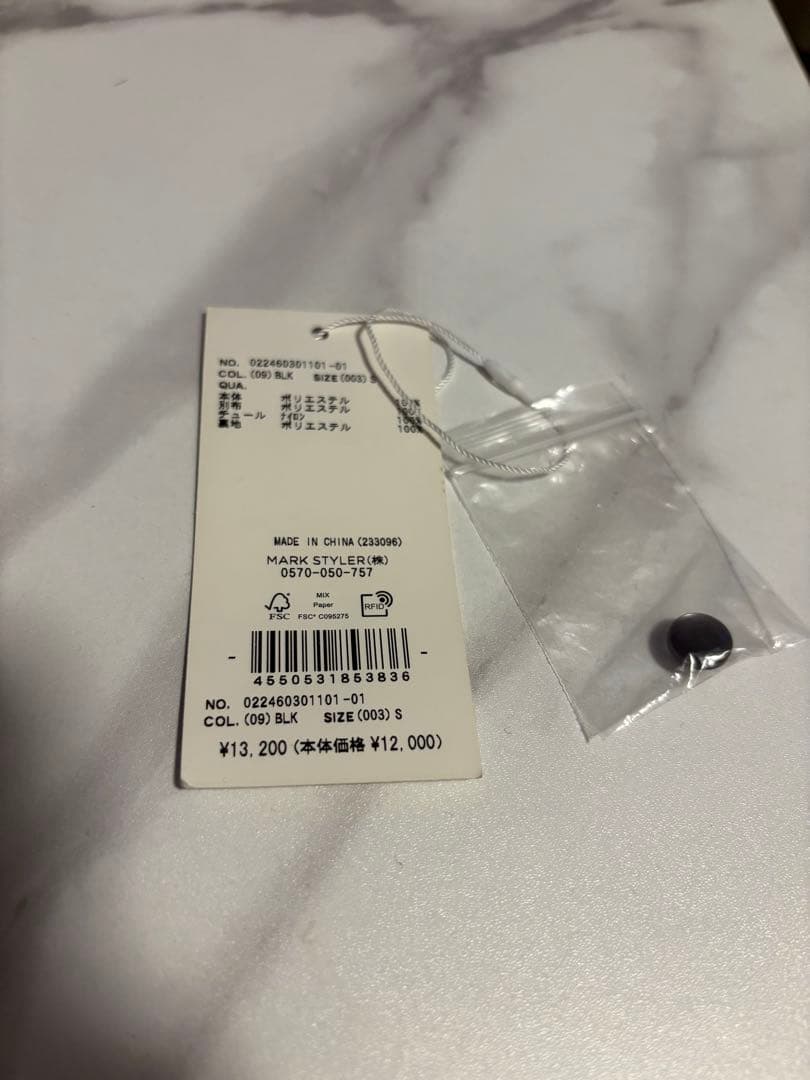 NO. 022460301101-01
COL. (09) BLK SIZE (003) S
QUA.
本体 ポリエステル
別布 ポリエステル
チュール ナイロン 100%
裏地 ポリエステル 100%
MADE IN CHINA (233096)
MARK STYLER(株)
0570-050-757
FSC
MIX
Paper
FSC® C095275
RFID
4550531853836
NO. 022460301101-01
COL. (09) BLK SIZE (003) S
¥13,200 (本体価格 ¥12,000)